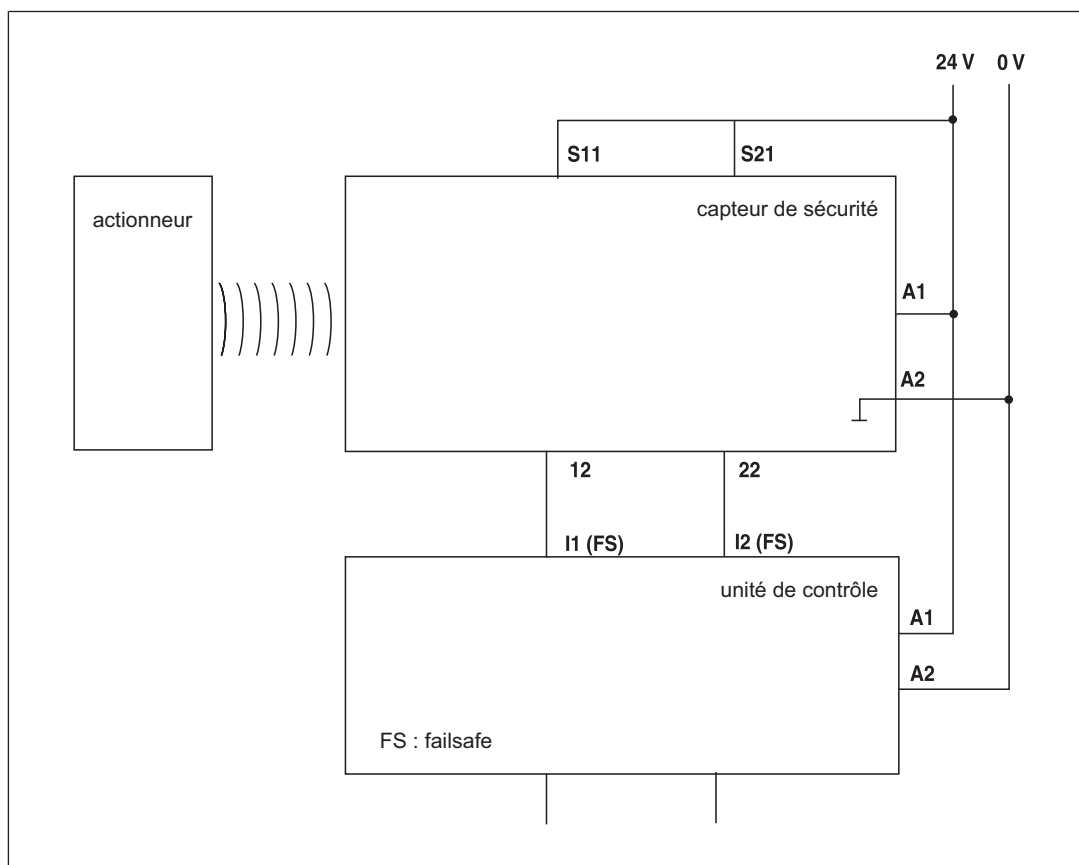 24 V 0 V
S11 S21
actionneur
capteur de sécurité
A1
A2
12 22
I1 (FS) I2 (FS)
unité de contrôle
A1
A2
FS : failsafe